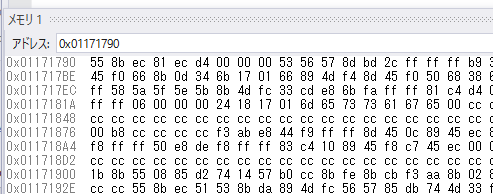 メモリ 1
アドレス: 0x01171790
0x01171790 55 8b ec 81 ec d4 00 00 00 53 56 57 8d bd 2c ff ff ff b9
0x011717BE 45 f0 66 8b 0d 34 6b 17 01 66 89 4d f4 8d 45 f0 50 68 38
0x011717EC ff 58 5a 5f 5e 5b 8b 4d fc 33 cd e8 6b fa ff ff 81 c4 d4
0x0117181A ff ff 06 00 00 00 24 18 17 01 6d 65 73 73 61 67 65 00 cc
0x01171848 cc cc cc cc cc cc cc cc cc cc cc cc cc cc cc cc cc cc cc
0x01171876 00 b8 cc cc cc cc f3 ab e8 44 f9 ff ff 8d 45 0c 89 45 ec
0x011718A4 f8 ff ff 50 e8 de f8 ff ff 83 c4 10 89 45 f8 c7 45 ec 00
0x011718D2 cc cc cc cc cc cc cc cc cc cc cc cc cc cc cc cc cc cc cc
0x01171900 1b 8b 55 08 85 d2 74 14 57 b0 cc 8b fe 8b cb f3 aa 8b 02
0x0117192E cc cc 55 8b ec 51 53 8b da 89 4d fc 56 57 85 db 74 4d 33